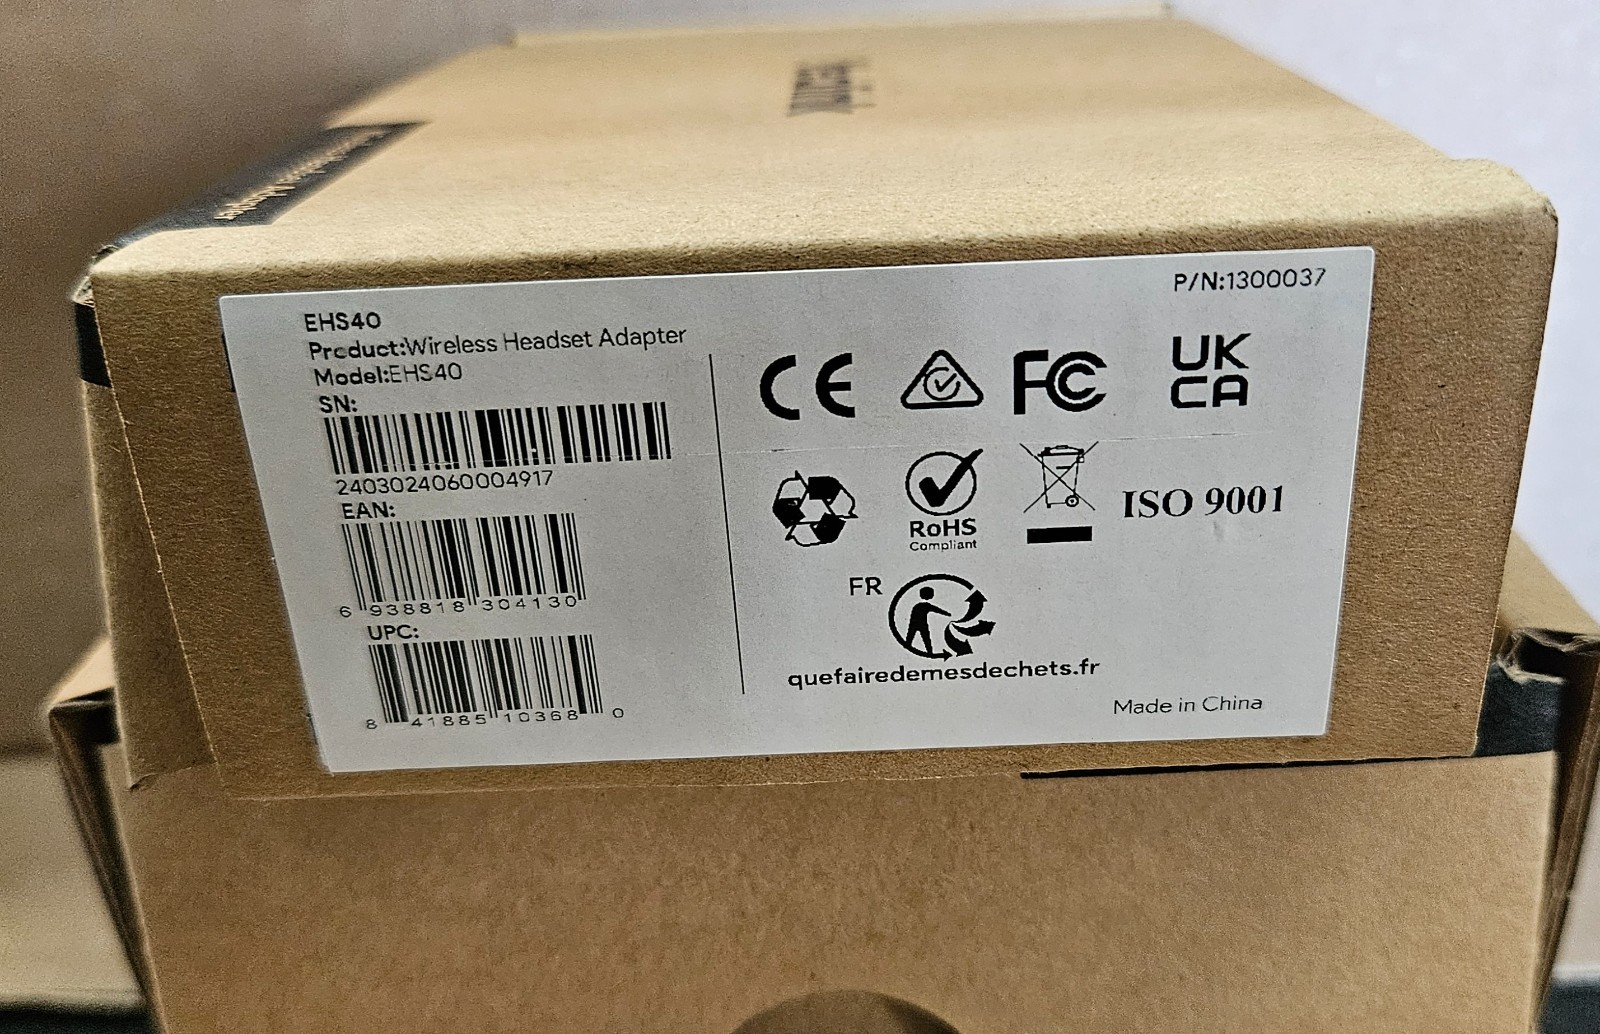 P/N:1300037
EHS40
Product:Wireless Headset Adapter
Model:EHS40
SN:
2403024060004917
EAN:
6 938818 304130
UPC:
8 41885 10368 0
CE
FC
UK
CA
RoHS
Compliant
ISO 9001
FR
quefairedemesdechets.fr
Made in China